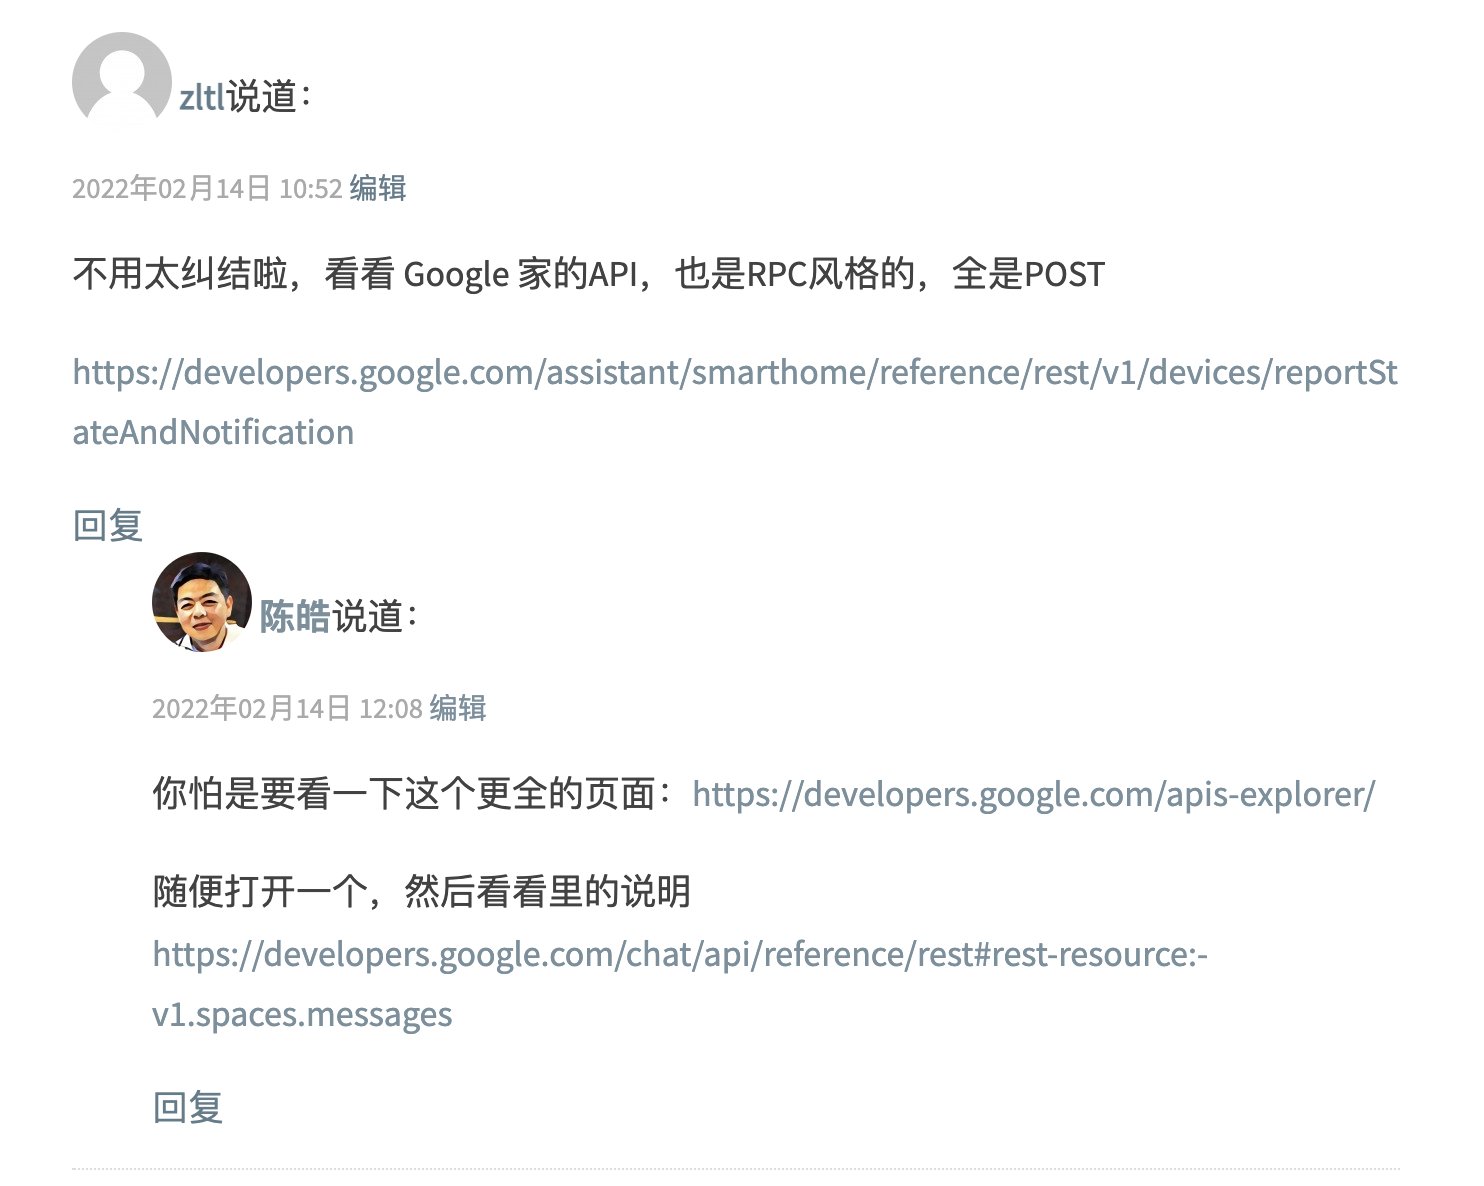 zltl说道：
2022年02月14日 10:52 编辑
不用太纠结啦，看看 Google 家的API，也是RPC风格的，全是POST
https://developers.google.com/assistant/smarthome/reference/rest/v1/devices/reportSt
ateAndNotification
回复
陈皓说道：
2022年02月14日 12:08 编辑
你怕是要看一下这个更全的页面：https://developers.google.com/apis-explorer/
随便打开一个，然后看看里的说明
https://developers.google.com/chat/api/reference/rest#rest-resource:-
v1.spaces.messages
回复